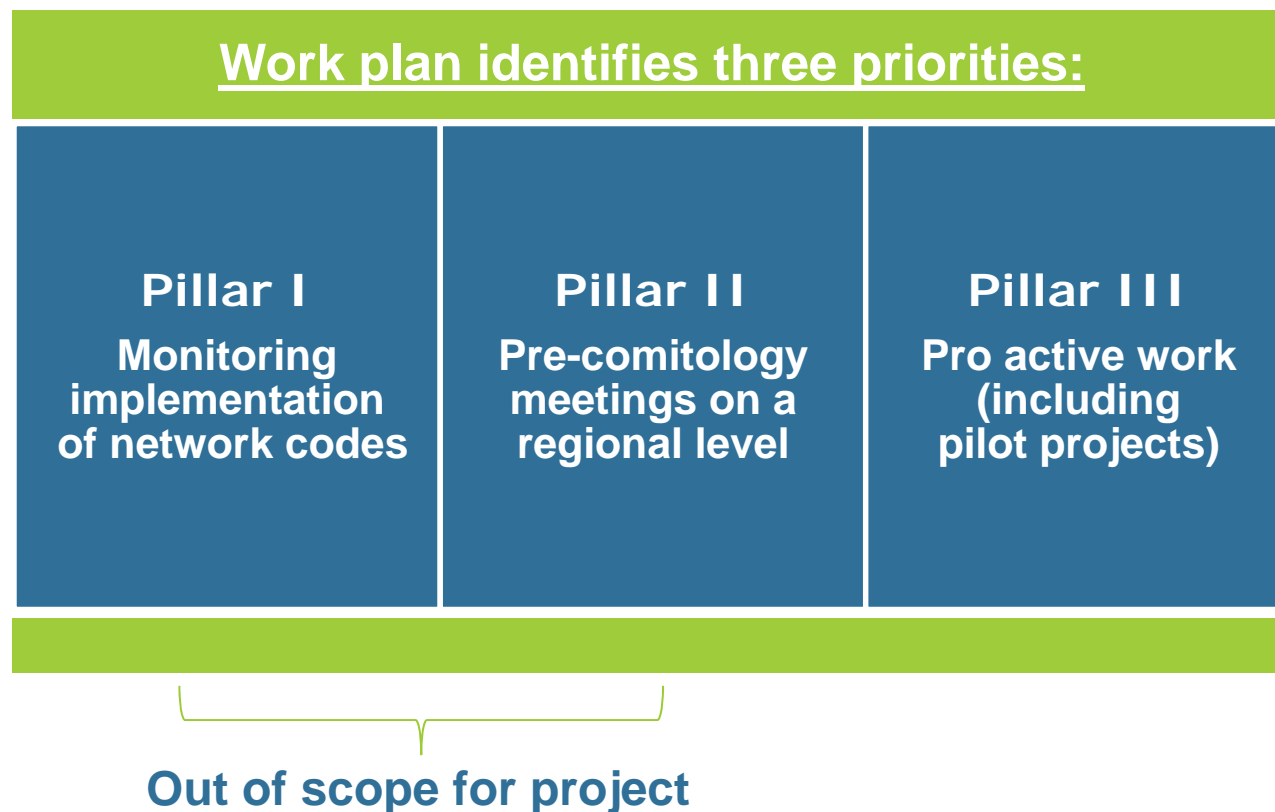 Work plan identifies three priorities:
Pillar I
Monitoring
implementation
of network codes
Pillar II
Pre-comitology
meetings on a
regional level
Pillar III
Pro active work
(including
pilot projects)
Out of scope for project